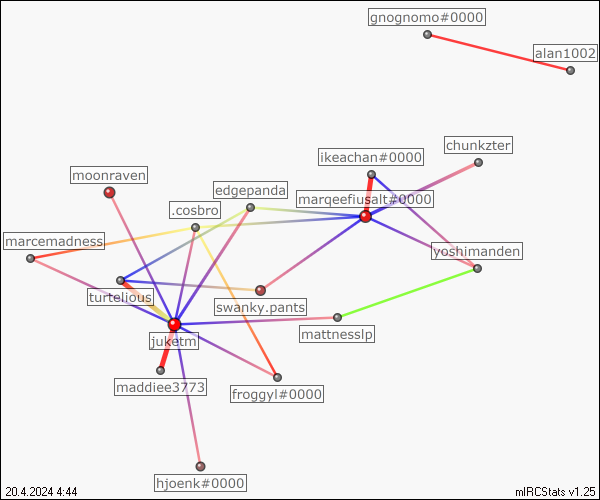 gnognomo#0000
alan1002
chunkzter
ikeachan#0000
moonraven
edgepanda
marqeefiusalt#0000
.cosbro
marcemadness
yoshimanden
turtelious
swanky.pants
mattnesslp
juketm
maddiee3773
froggyl#0000
hjoenk#0000
20.4.2024 4:44
mIRCStats v1.25